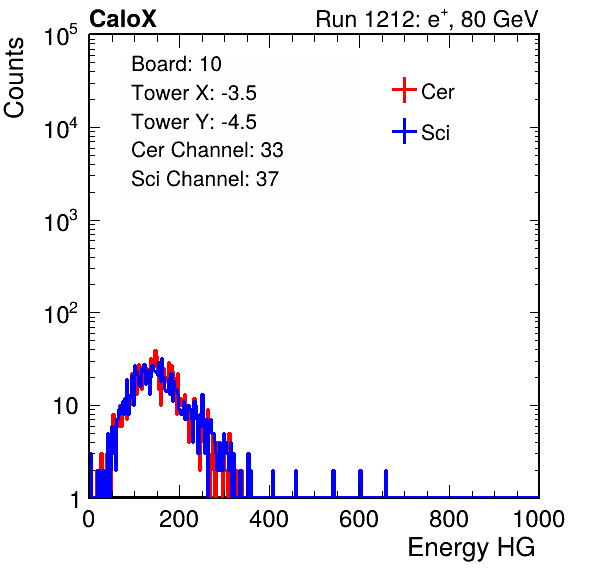 CaloX Run 1212: e⁺, 80 GeV
Counts
10⁵
10⁴
10³
10²
10
1
Board: 10
Tower X: -3.5
Tower Y: -4.5
Cer Channel: 33
Sci Channel: 37
Cer
Sci
0 200 400 600 800 1000
Energy HG